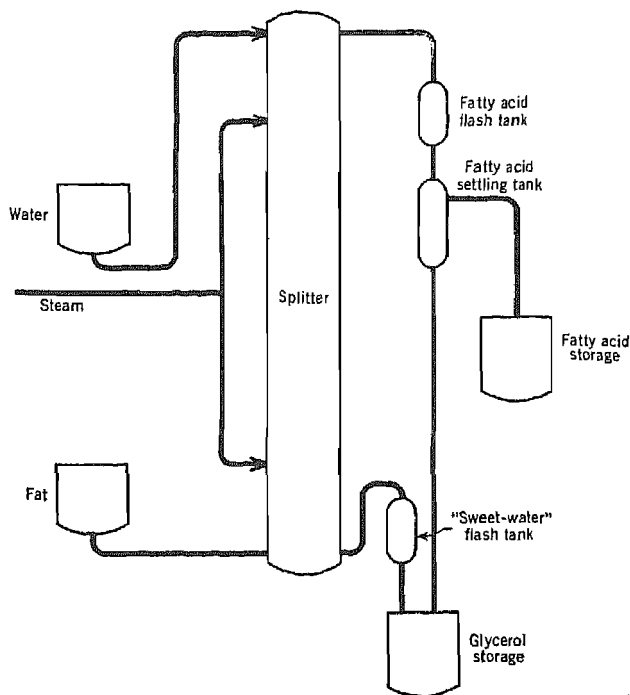 Fatty acid
flash tank
Fatty acid
settling tank
Water
Steam
Splitter
Fatty acid
storage
Fat
"Sweet-water"
flash tank
Glycerol
storage